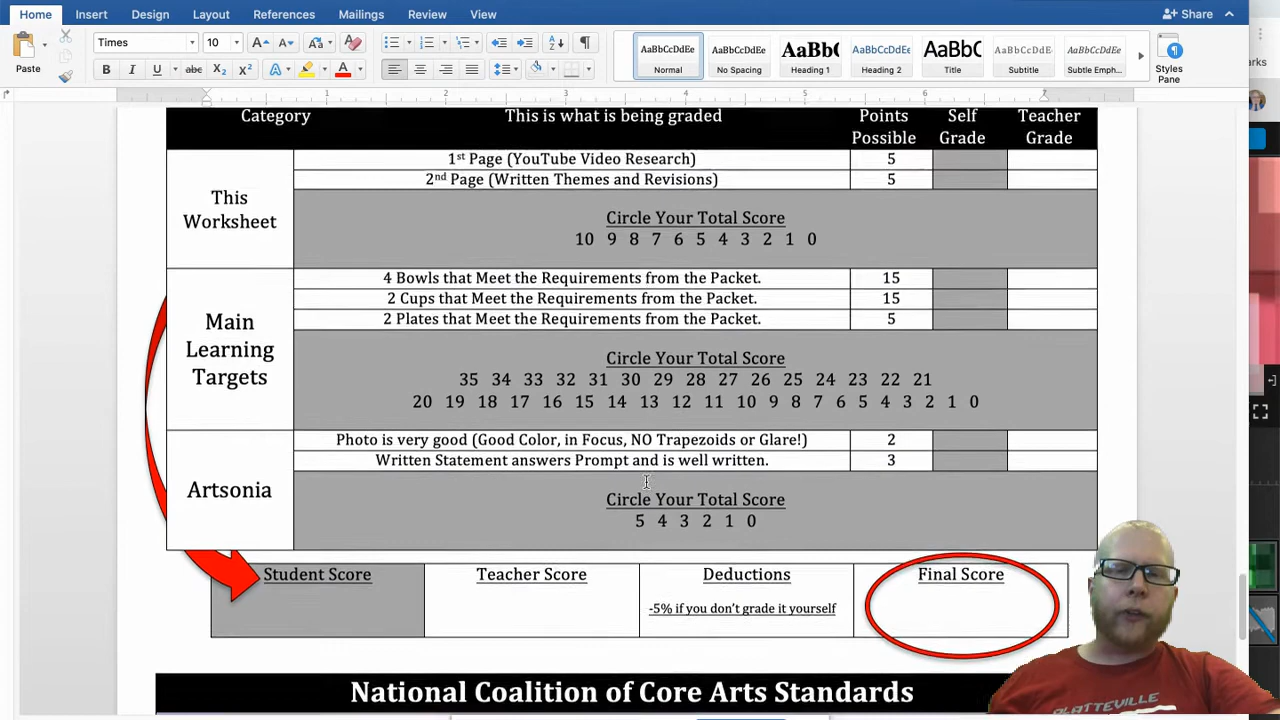 Home Insert Design Layout References Mailings Review View Share
Paste Times 10 AaBbCcDdEe AaBbCcDdEe AaBbC AaBbCcDdEe AaBbC AaBbCcDdEe AaBbCcDdEe
Normal No Spacing Heading 1 Heading 2 Title Subtitle Subtle Emph... Styles Pane
1 2 3 4 5 6 7
Category This is what is being graded Points Possible Self Grade Teacher Grade
This Worksheet
1st Page (YouTube Video Research) 5
2nd Page (Written Themes and Revisions) 5
Circle Your Total Score
10 9 8 7 6 5 4 3 2 1 0
Main Learning Targets
4 Bowls that Meet the Requirements from the Packet. 15
2 Cups that Meet the Requirements from the Packet. 15
2 Plates that Meet the Requirements from the Packet. 5
Circle Your Total Score
35 34 33 32 31 30 29 28 27 26 25 24 23 22 21
20 19 18 17 16 15 14 13 12 11 10 9 8 7 6 5 4 3 2 1 0
Artsonia
Photo is very good (Good Color, in Focus, NO Trapezoids or Glare!) 2
Written Statement answers Prompt and is well written. 3
Circle Your Total Score
5 4 3 2 1 0
Student Score Teacher Score Deductions Final Score
-5% if you don't grade it yourself
National Coalition of Core Arts Standards
PLATTEVILLE